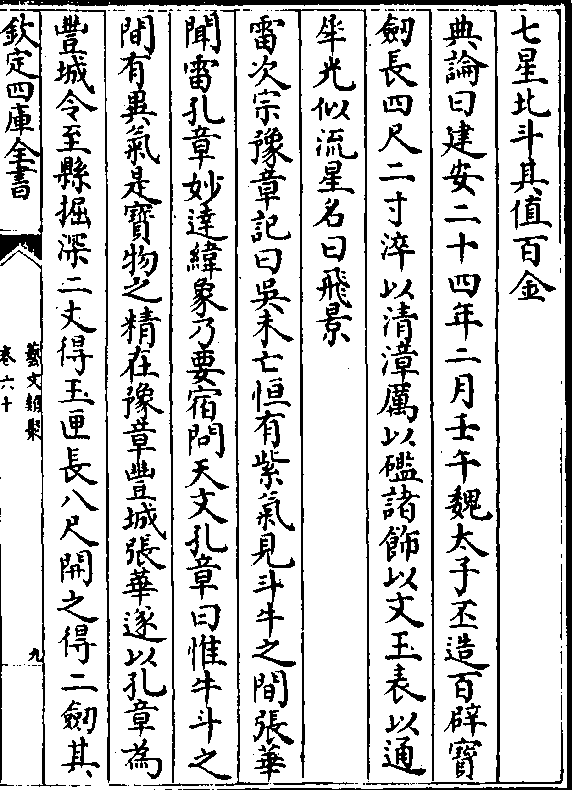 七星北斗其值百金
典論曰建安二十四年二月壬午魏太子丕造百辟寶
劒長四尺二寸淬以清漳厲以礛諸飾以文玉表以通
犀光似流星名曰飛景
雷次宗豫章記曰吳未亡恒有紫氣見斗牛之間張華
聞雷孔章妙達緯象乃要宿問天文孔章曰惟牛斗之
間有異氣是寶物之精在豫章豐城張華遂以孔章為
豐城令至縣掘深二丈得玉匣長八尺開之得二劒其
欽定四庫全書
藝文類聚
卷六十
九